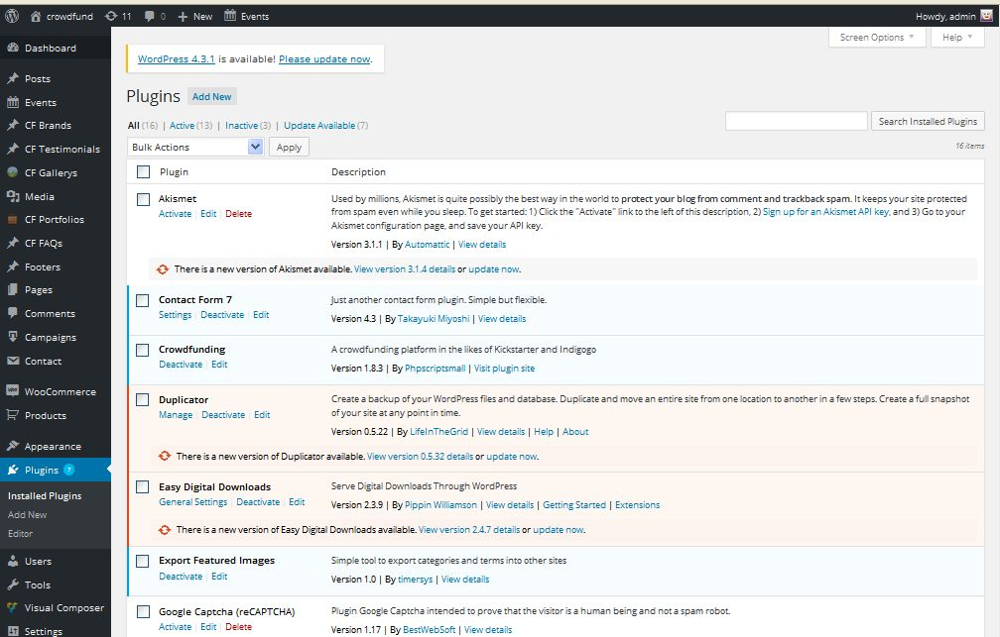 crowdfund 11 0 New Events Howdy, admin
Screen Options Help
Dashboard
Posts
Events
CF Brands
CF Testimonials
CF Gallerys
Media
CF Portfolios
CF FAQs
Footers
Pages
Comments
Campaigns
Contact
WooCommerce
Products
Appearance
Plugins 7
Installed Plugins
Add New
Editor
Users
Tools
Visual Composer
Settings
WordPress 4.3.1 is available! Please update now.
Plugins Add New
All (16) | Active (13) | Inactive (3) | Update Available (7)
Search Installed Plugins
Bulk Actions Apply
16 items
Plugin Description
Akismet
Activate | Edit | Delete
Used by millions, Akismet is quite possibly the best way in the world to protect your blog from comment and trackback spam. It keeps your site protected
from spam even while you sleep. To get started: 1) Click the "Activate" link to the left of this description, 2) Sign up for an Akismet API key, and 3) Go to your
Akismet configuration page, and save your API key.
Version 3.1.1 | By Automattic | View details
There is a new version of Akismet available. View version 3.1.4 details or update now.
Contact Form 7
Settings | Deactivate | Edit
Just another contact form plugin. Simple but flexible.
Version 4.3 | By Takayuki Miyoshi | View details
Crowdfunding
Deactivate | Edit
A crowdfunding platform in the likes of Kickstarter and Indigogo
Version 1.8.3 | By Phpscriptsmall | Visit plugin site
Duplicator
Manage | Deactivate | Edit
Create a backup of your WordPress files and database. Duplicate and move an entire site from one location to another in a few steps. Create a full snapshot
of your site at any point in time.
Version 0.5.22 | By LifeInTheGrid | View details | Help | About
There is a new version of Duplicator available. View version 0.5.32 details or update now.
Easy Digital Downloads
General Settings | Deactivate | Edit
Serve Digital Downloads Through WordPress
Version 2.3.9 | By Pippin Williamson | View details | Getting Started | Extensions
There is a new version of Easy Digital Downloads available. View version 2.4.7 details or update now.
Export Featured Images
Deactivate | Edit
Simple tool to export categories and terms into other sites
Version 1.0 | By timersys | View details
Google Captcha (reCAPTCHA)
Activate | Edit | Delete
Plugin Google Captcha intended to prove that the visitor is a human being and not a spam robot.
Version 1.17 | By BestWebSoft | View details